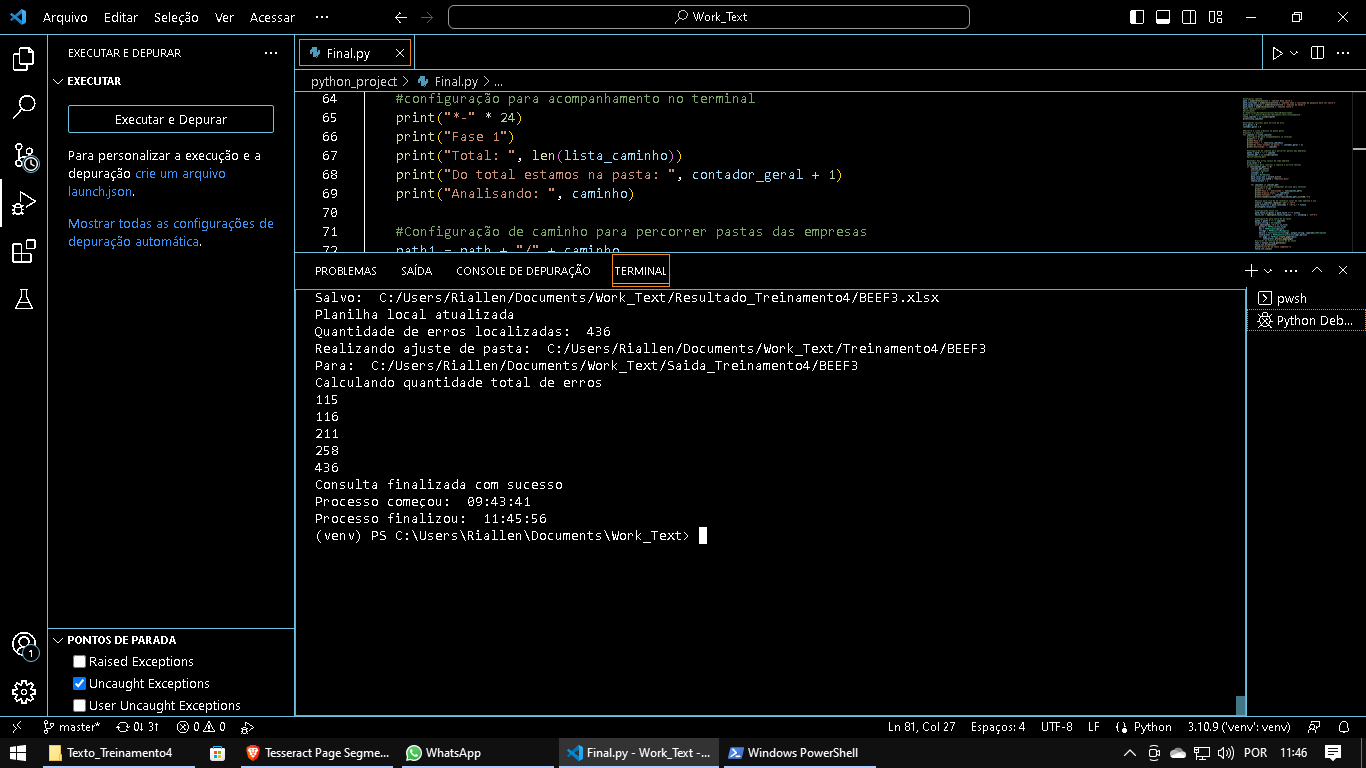 Arquivo Editar Seleção Ver Acessar ··· Work_Text
EXECUTAR E DEPURAR ···
EXECUTAR
Executar e Depurar
Para personalizar a execução e a
depuração crie um arquivo
launch.json.
Mostrar todas as configurações de
depuração automática.
PONTOS DE PARADA
Raised Exceptions
Uncaught Exceptions
User Uncaught Exceptions
Final.py
python_project > Final.py > ...
64 #configuração para acompanhamento no terminal
65 print("*-" * 24)
66 print("Fase 1")
67 print("Total: ", len(lista_caminho))
68 print("Do total estamos na pasta: ", contador_geral + 1)
69 print("Analisando: ", caminho)
70
71 #Configuração de caminho para percorrer pastas das empresas
72 path1 = path + "/" + caminho
PROBLEMAS SAÍDA CONSOLE DE DEPURAÇÃO TERMINAL
Salvo:  C:/Users/Riallen/Documents/Work_Text/Resultado_Treinamento4/BEEF3.xlsx
Planilha local atualizada
Quantidade de erros localizadas:  436
Realizando ajuste de pasta:  C:/Users/Riallen/Documents/Work_Text/Treinamento4/BEEF3
Para:  C:/Users/Riallen/Documents/Work_Text/Saida_Treinamento4/BEEF3
Calculando quantidade total de erros
115
116
211
258
436
Consulta finalizada com sucesso
Processo começou:  09:43:41
Processo finalizou:  11:45:56
(venv) PS C:\Users\Riallen\Documents\Work_Text>
pwsh
Python Deb...
master* 0↓ 3↑ 0 0 Ln 81, Col 27 Espaços: 4 UTF-8 LF Python 3.10.9 ('venv': venv)
Texto_Treinamento4 Tesseract Page Segme... WhatsApp Final.py - Work_Text -... Windows PowerShell POR 11:46